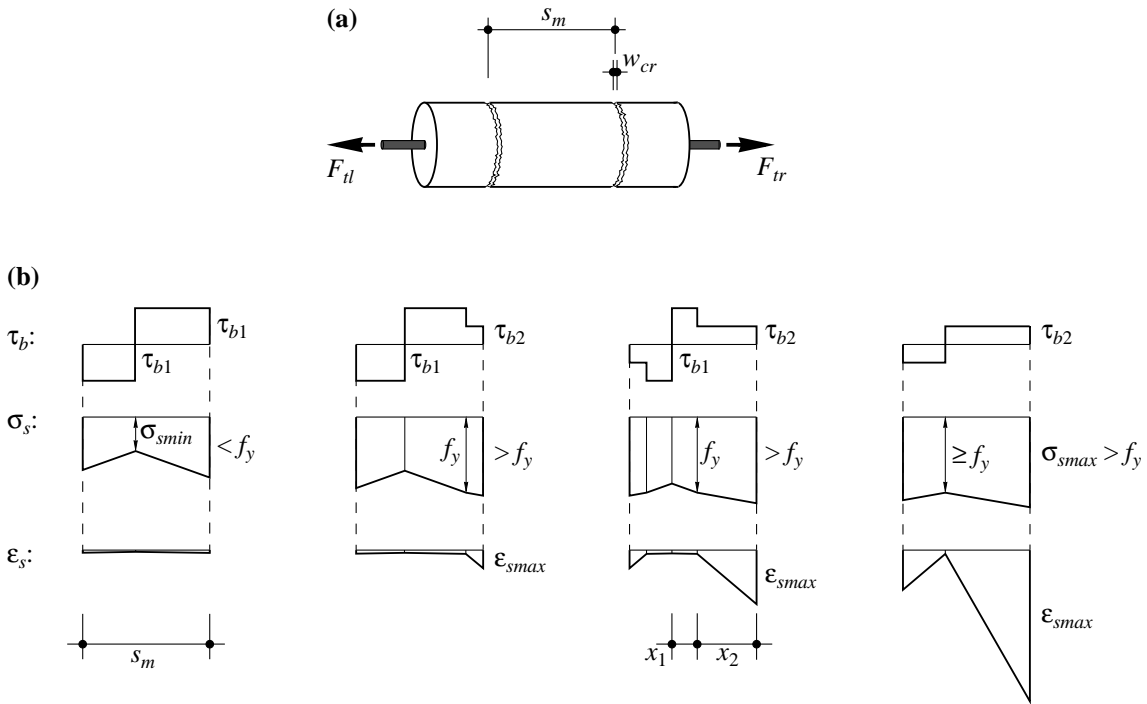 (a)
s_m
w_cr
F_tl
F_tr
(b)
τ_b: τ_b1 τ_b1 τ_b1 τ_b2 τ_b1 τ_b2 τ_b2
σ_s: σ_smin < f_y f_y > f_y f_y > f_y ≥ f_y σ_smax > f_y
ε_s: ε_smax ε_smax ε_smax
s_m x_1 x_2